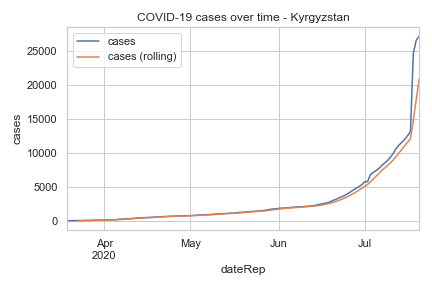 COVID-19 cases over time - Kyrgyzstan
cases
cases (rolling)
25000
20000
15000
10000
5000
0
cases
Apr
2020
May
Jun
Jul
dateRep